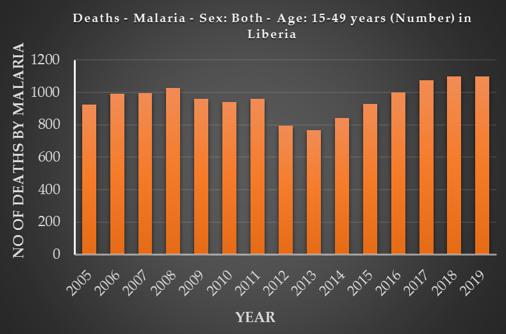 Deaths - Malaria - Sex: Both - Age: 15-49 years (Number) in
Liberia
NO OF DEATHS BY MALARIA
1200
1000
800
600
400
200
0
2005 2006 2007 2008 2009 2010 2011 2012 2013 2014 2015 2016 2017 2018 2019
YEAR